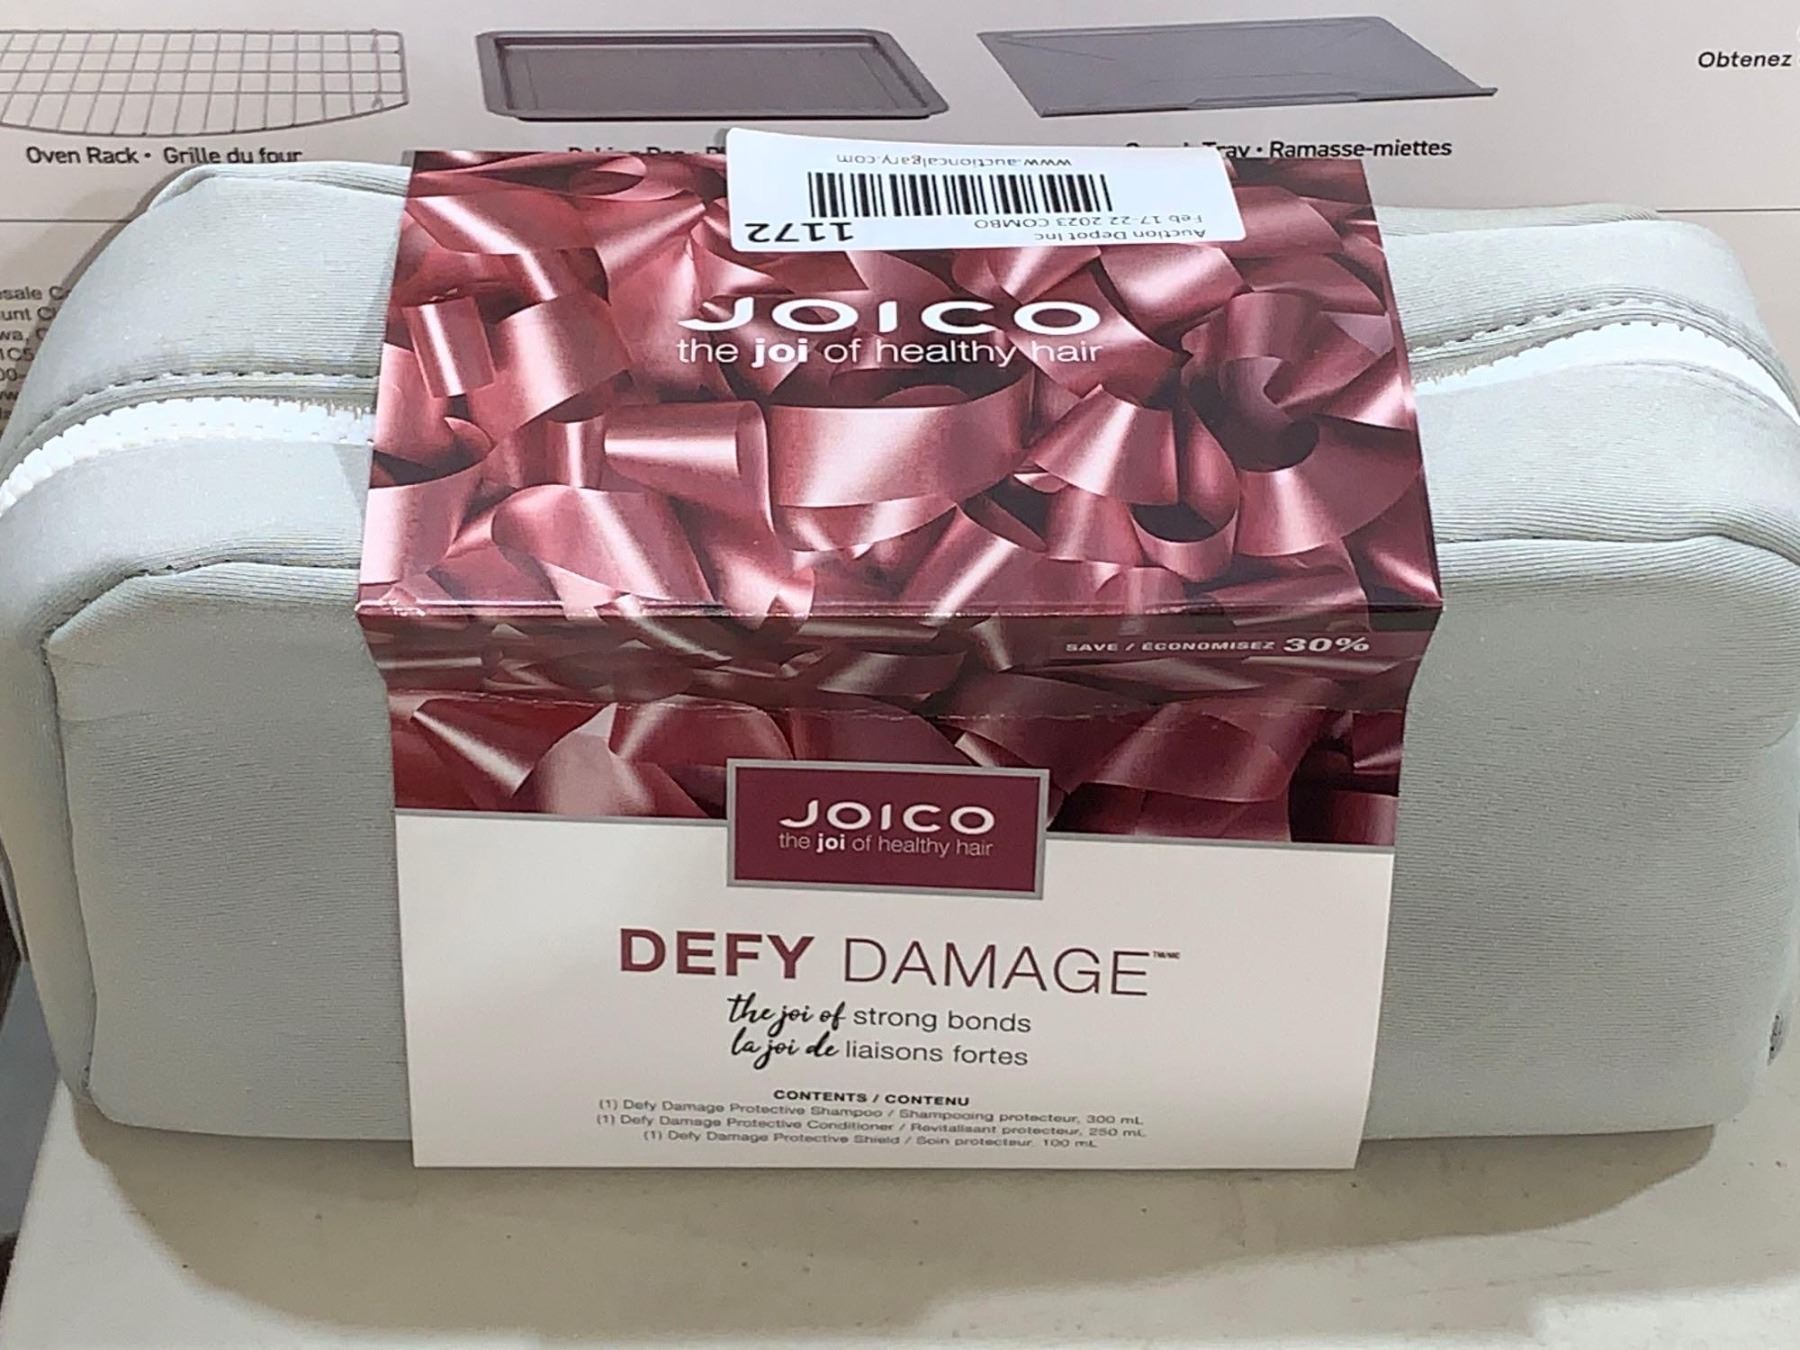 Obtenez
Oven Rack • Grille du four
Tray • Ramasse-miettes
www.auctioncalgary.com
1172
Feb 17-22 2023 COMBO
Auction Depot Inc
JOICO
the joi of healthy hair
SAVE / ÉCONOMISEZ 30%
JOICO
the joi of healthy hair
DEFY DAMAGE™/MC
the joi of strong bonds
la joi de liaisons fortes
CONTENTS / CONTENU
(1) Defy Damage Protective Shampoo / Shampooing protecteur, 300 mL
(1) Defy Damage Protective Conditioner / Revitalisant protecteur, 250 mL
(1) Defy Damage Protective Shield / Soin protecteur, 100 mL